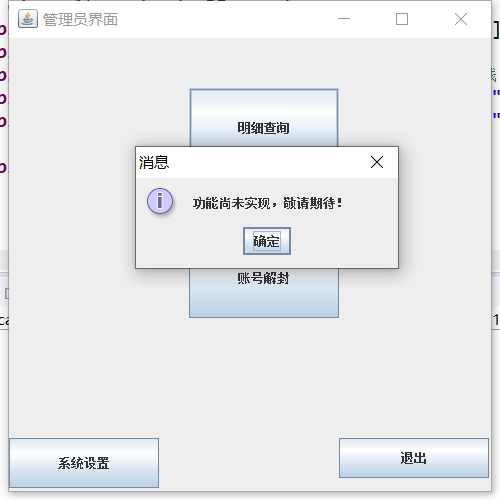 管理员界面
明细查询
消息
功能尚未实现，敬请期待！
确定
账号解封
系统设置
退出